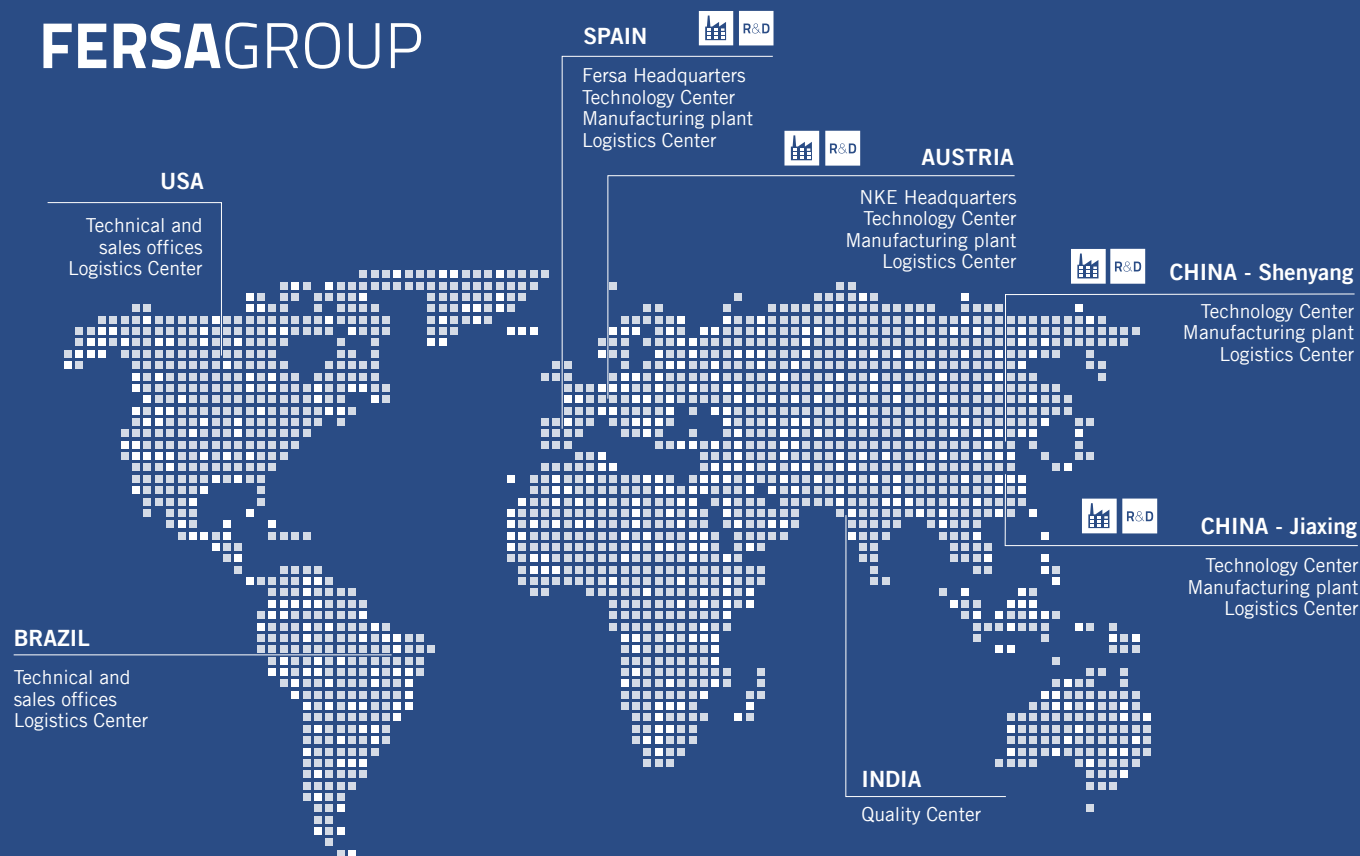 FERSAGROUP
SPAIN
R&D
Fersa Headquarters
Technology Center
Manufacturing plant
Logistics Center
R&D
AUSTRIA
NKE Headquarters
Technology Center
Manufacturing plant
Logistics Center
USA
Technical and
sales offices
Logistics Center
R&D
CHINA - Shenyang
Technology Center
Manufacturing plant
Logistics Center
R&D
CHINA - Jiaxing
Technology Center
Manufacturing plant
Logistics Center
BRAZIL
Technical and
sales offices
Logistics Center
INDIA
Quality Center